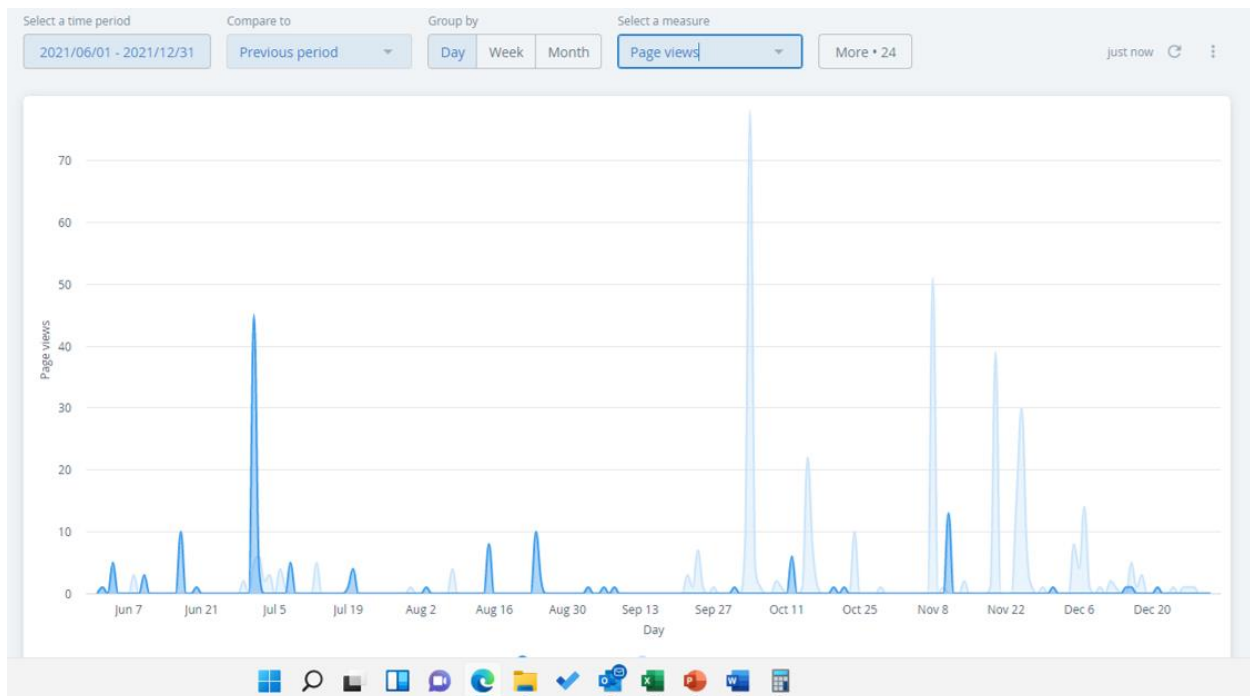 Select a time period Compare to Group by Select a measure
2021/06/01 - 2021/12/31 Previous period Day Week Month Page views More • 24 just now
70
60
50
40
30
20
10
0
Page views
Jun 7 Jun 21 Jul 5 Jul 19 Aug 2 Aug 16 Aug 30 Sep 13 Sep 27 Oct 11 Oct 25 Nov 8 Nov 22 Dec 6 Dec 20
Day